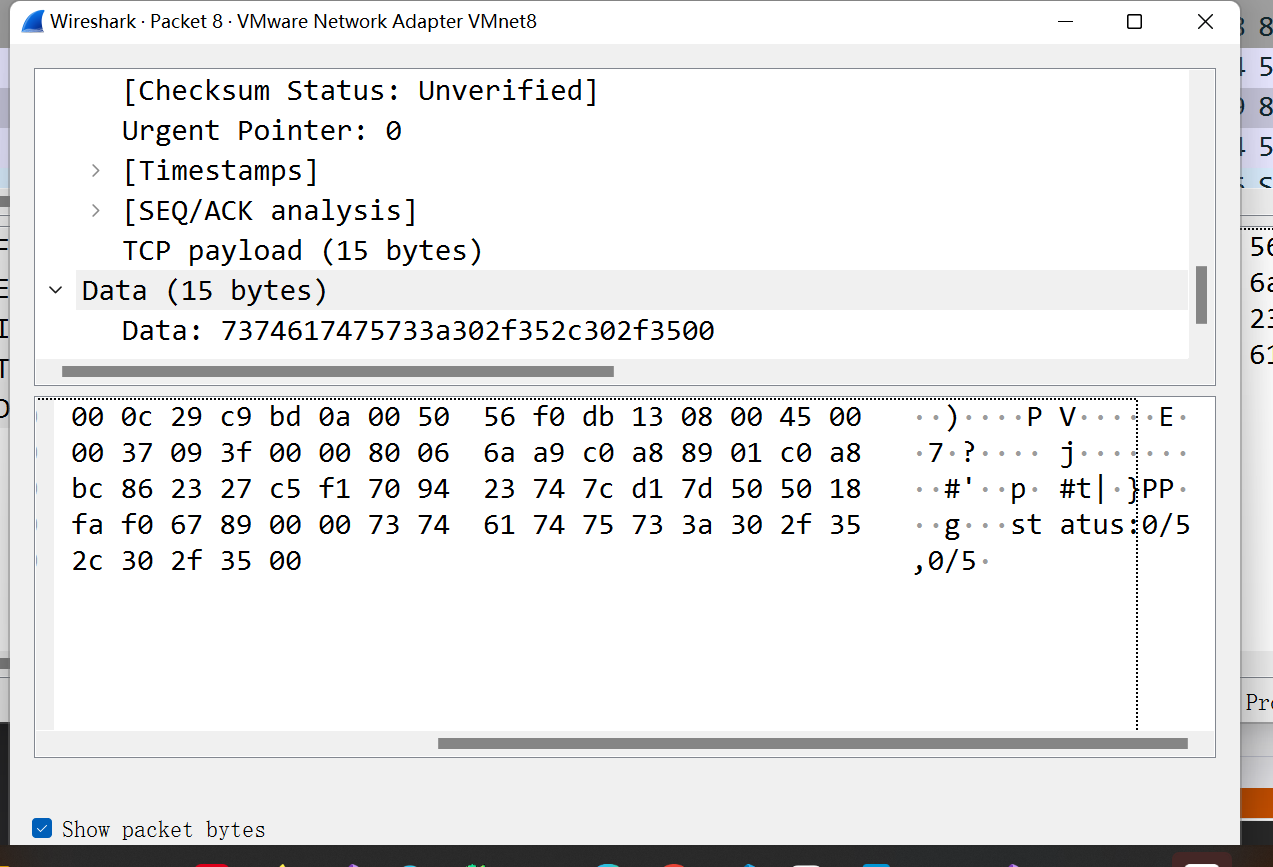 Wireshark · Packet 8 · VMware Network Adapter VMnet8
[Checksum Status: Unverified]
Urgent Pointer: 0
[Timestamps]
[SEQ/ACK analysis]
TCP payload (15 bytes)
Data (15 bytes)
Data: 7374617475733a302f352c302f3500
00 0c 29 c9 bd 0a 00 50 56 f0 db 13 08 00 45 00 ··)····P V·····E·
00 37 09 3f 00 00 80 06 6a a9 c0 a8 89 01 c0 a8 ·7·?···· j·······
bc 86 23 27 c5 f1 70 94 23 74 7c d1 7d 50 50 18 ··#'··p· #t|·}PP·
fa f0 67 89 00 00 73 74 61 74 75 73 3a 30 2f 35 ··g···st atus:0/5
2c 30 2f 35 00 ,0/5·
Show packet bytes